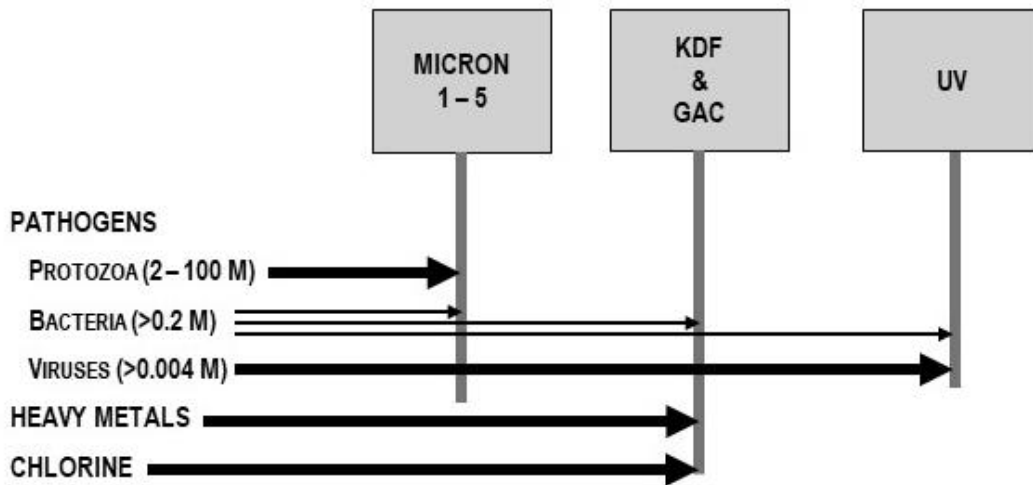 MICRON
1 – 5
KDF
&
GAC
UV
PATHOGENS
PROTOZOA (2 – 100 M)
BACTERIA (>0.2 M)
VIRUSES (>0.004 M)
HEAVY METALS
CHLORINE